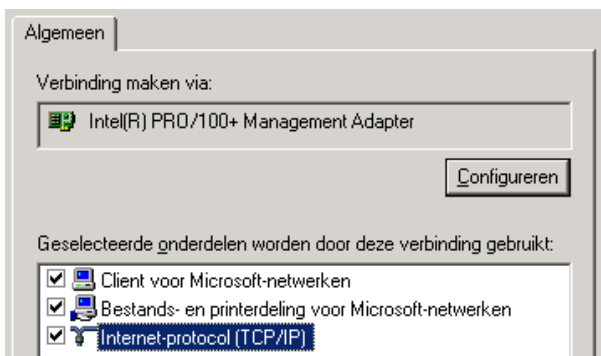 Algemeen
Verbinding maken via:
Intel(R) PRO/100+ Management Adapter
Configureren
Geselecteerde onderdelen worden door deze verbinding gebruikt:
Client voor Microsoft-netwerken
Bestands- en printerdeling voor Microsoft-netwerken
Internet-protocol (TCP/IP)